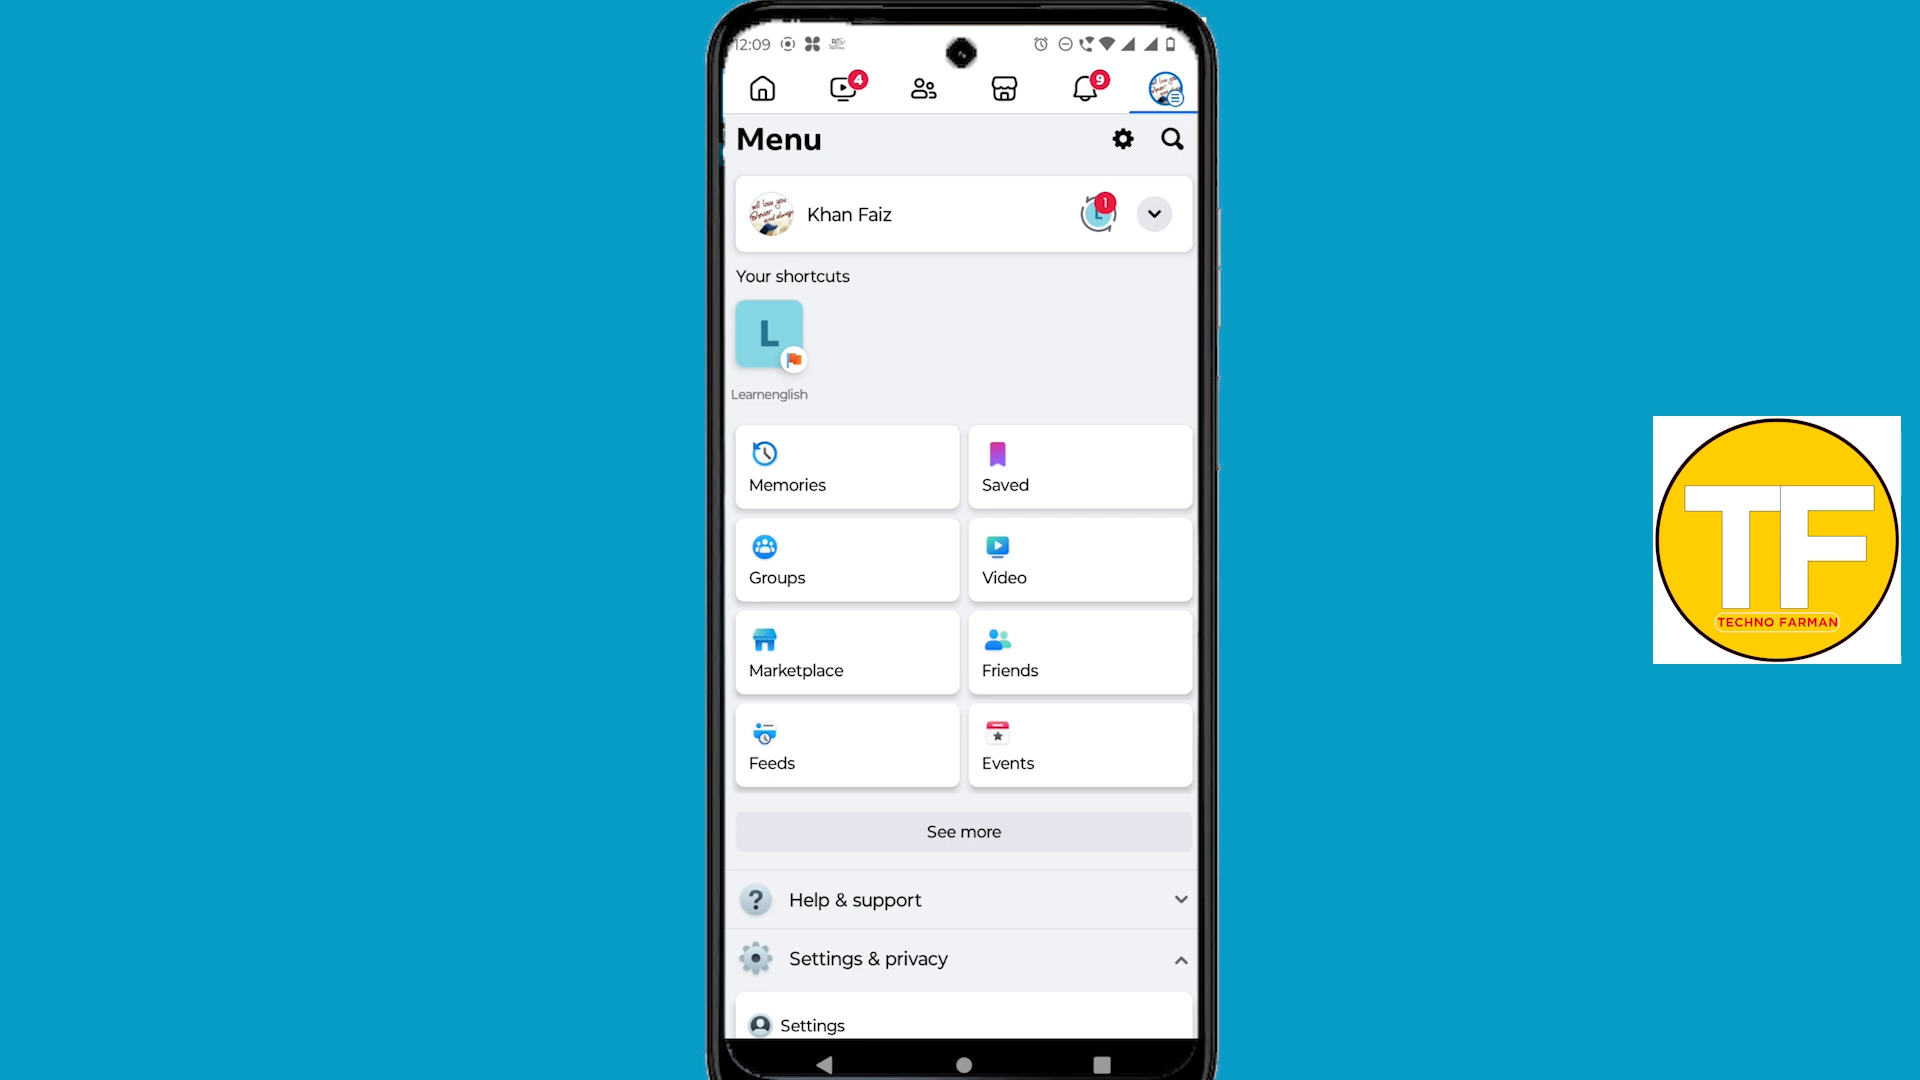 12:09
4
9
Menu
Khan Faiz
1
L
Your shortcuts
L
Learnenglish
Memories
Saved
Groups
Video
Marketplace
Friends
Feeds
Events
See more
? Help & support
Settings & privacy
Settings
TF
TECHNO FARMAN